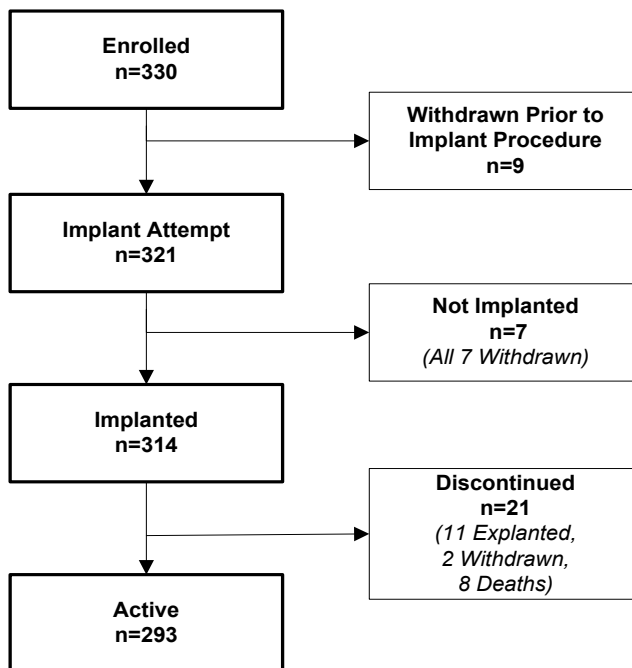 Enrolled
n=330
Withdrawn Prior to
Implant Procedure
n=9
Implant Attempt
n=321
Not Implanted
n=7
(All 7 Withdrawn)
Implanted
n=314
Discontinued
n=21
(11 Explanted,
2 Withdrawn,
8 Deaths)
Active
n=293